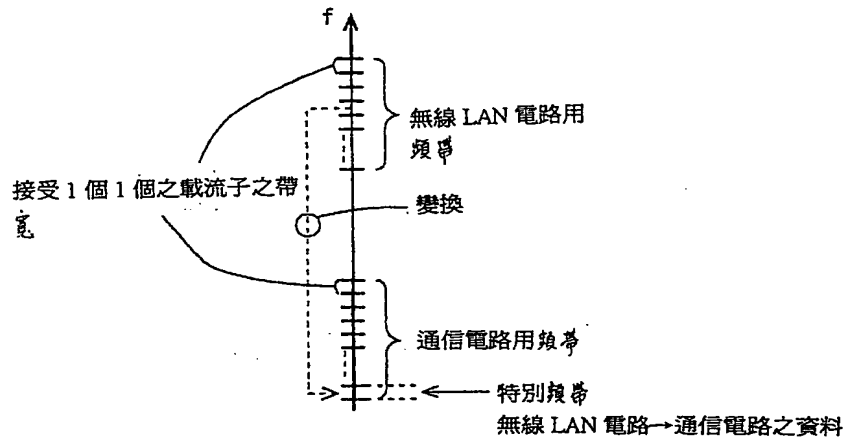 f
無線 LAN 電路用
頻帶
接受1個1個之載流子之帶
寬
變換
通信電路用頻帶
特別頻帶
無線 LAN 電路→通信電路之資料